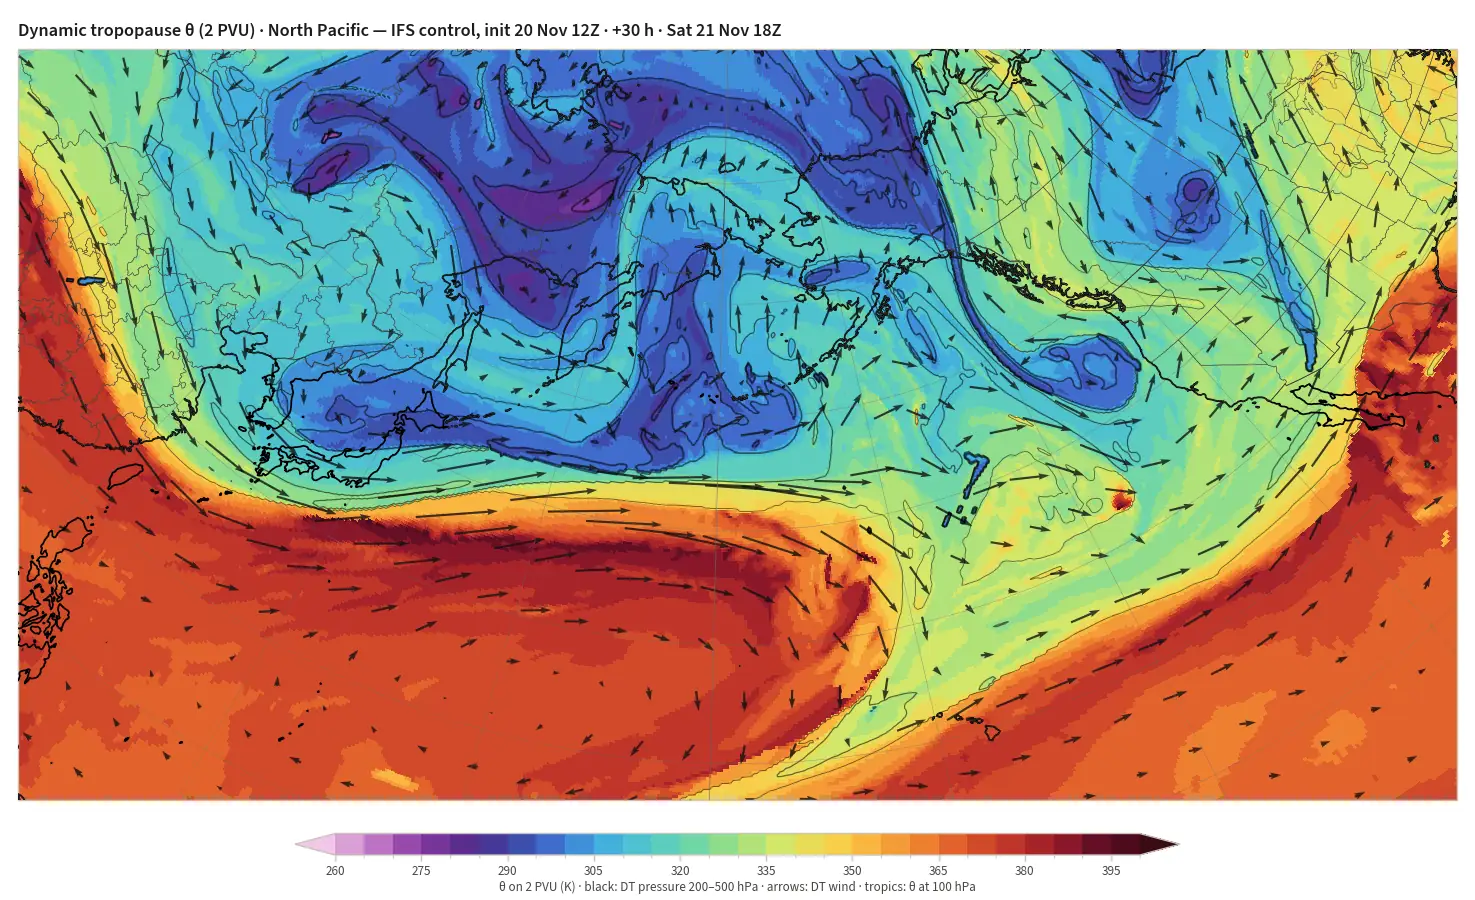 Dynamic tropopause θ (2 PVU) · North Pacific — IFS control, init 20 Nov 12Z · +30 h · Sat 21 Nov 18Z
260 275 290 305 320 335 350 365 380 395
θ on 2 PVU (K) · black: DT pressure 200–500 hPa · arrows: DT wind · tropics: θ at 100 hPa